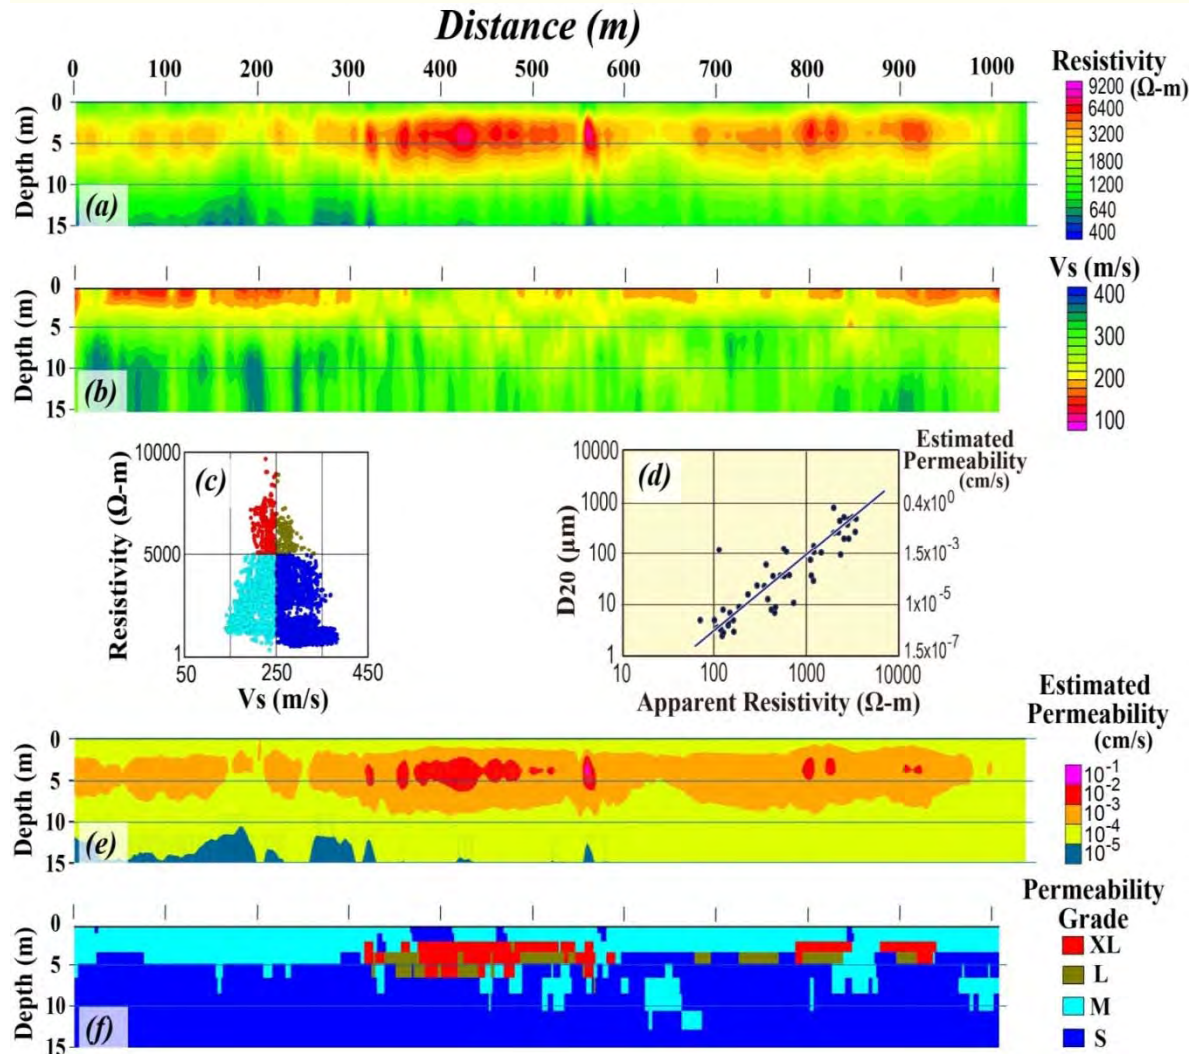 Distance (m)
0 100 200 300 400 500 600 700 800 900 1000
Resistivity
(Ω-m)
9200
6400
3200
1800
1200
640
400
Depth (m)
0
5
10
15
(a)
Vs (m/s)
400
300
200
100
Depth (m)
0
5
10
15
(b)
Resistivity (Ω-m)
10000
5000
1
(c)
50 250 450
Vs (m/s)
D20 (μm)
10000
1000
100
10
1
(d)
10 100 1000 10000
Apparent Resistivity (Ω-m)
Estimated
Permeability
(cm/s)
0.4x10⁰
1.5x10⁻³
1x10⁻⁵
1.5x10⁻⁷
Estimated
Permeability
(cm/s)
10⁻¹
10⁻²
10⁻³
10⁻⁴
10⁻⁵
Depth (m)
0
5
10
15
(e)
Permeability
Grade
XL
L
M
S
Depth (m)
0
5
10
15
(f)